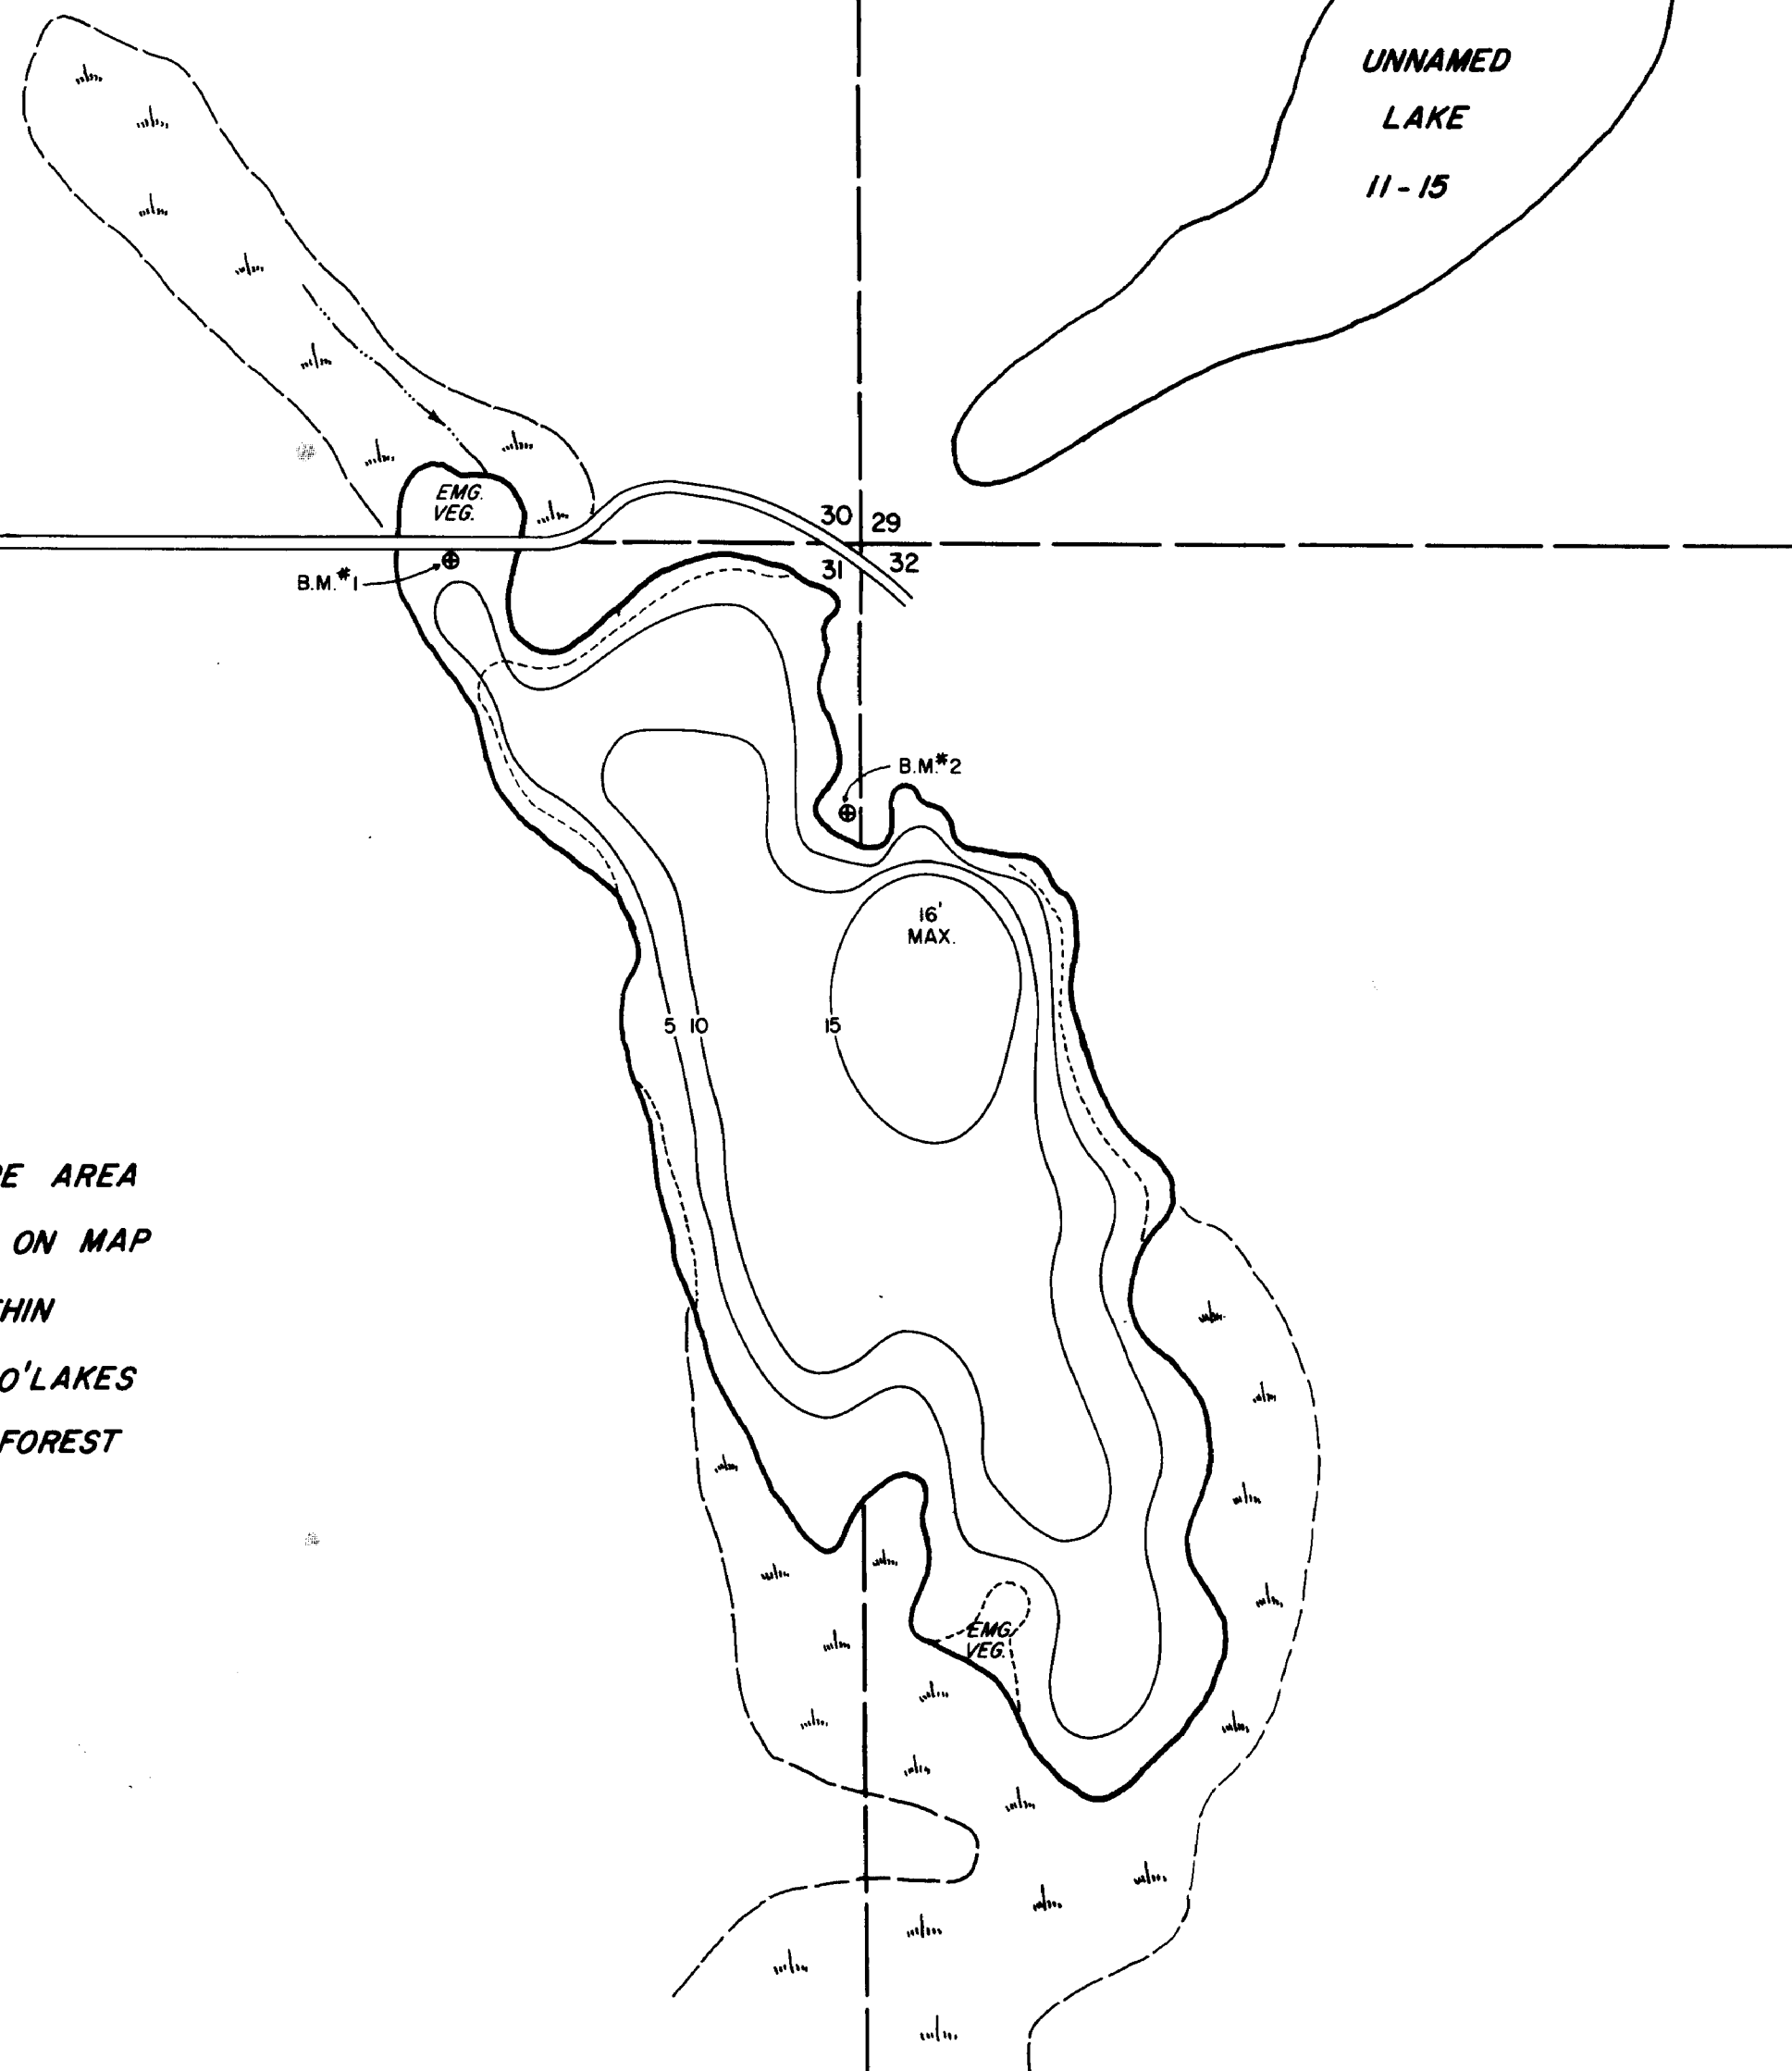 UNNAMED
LAKE
11-15
EMG.
VEG.
30 29
31 32
B.M.#1
B.M.#2
16'
MAX.
5 10 15
AREA
ON MAP
O'LAKES
FOREST
EMG.
VEG.